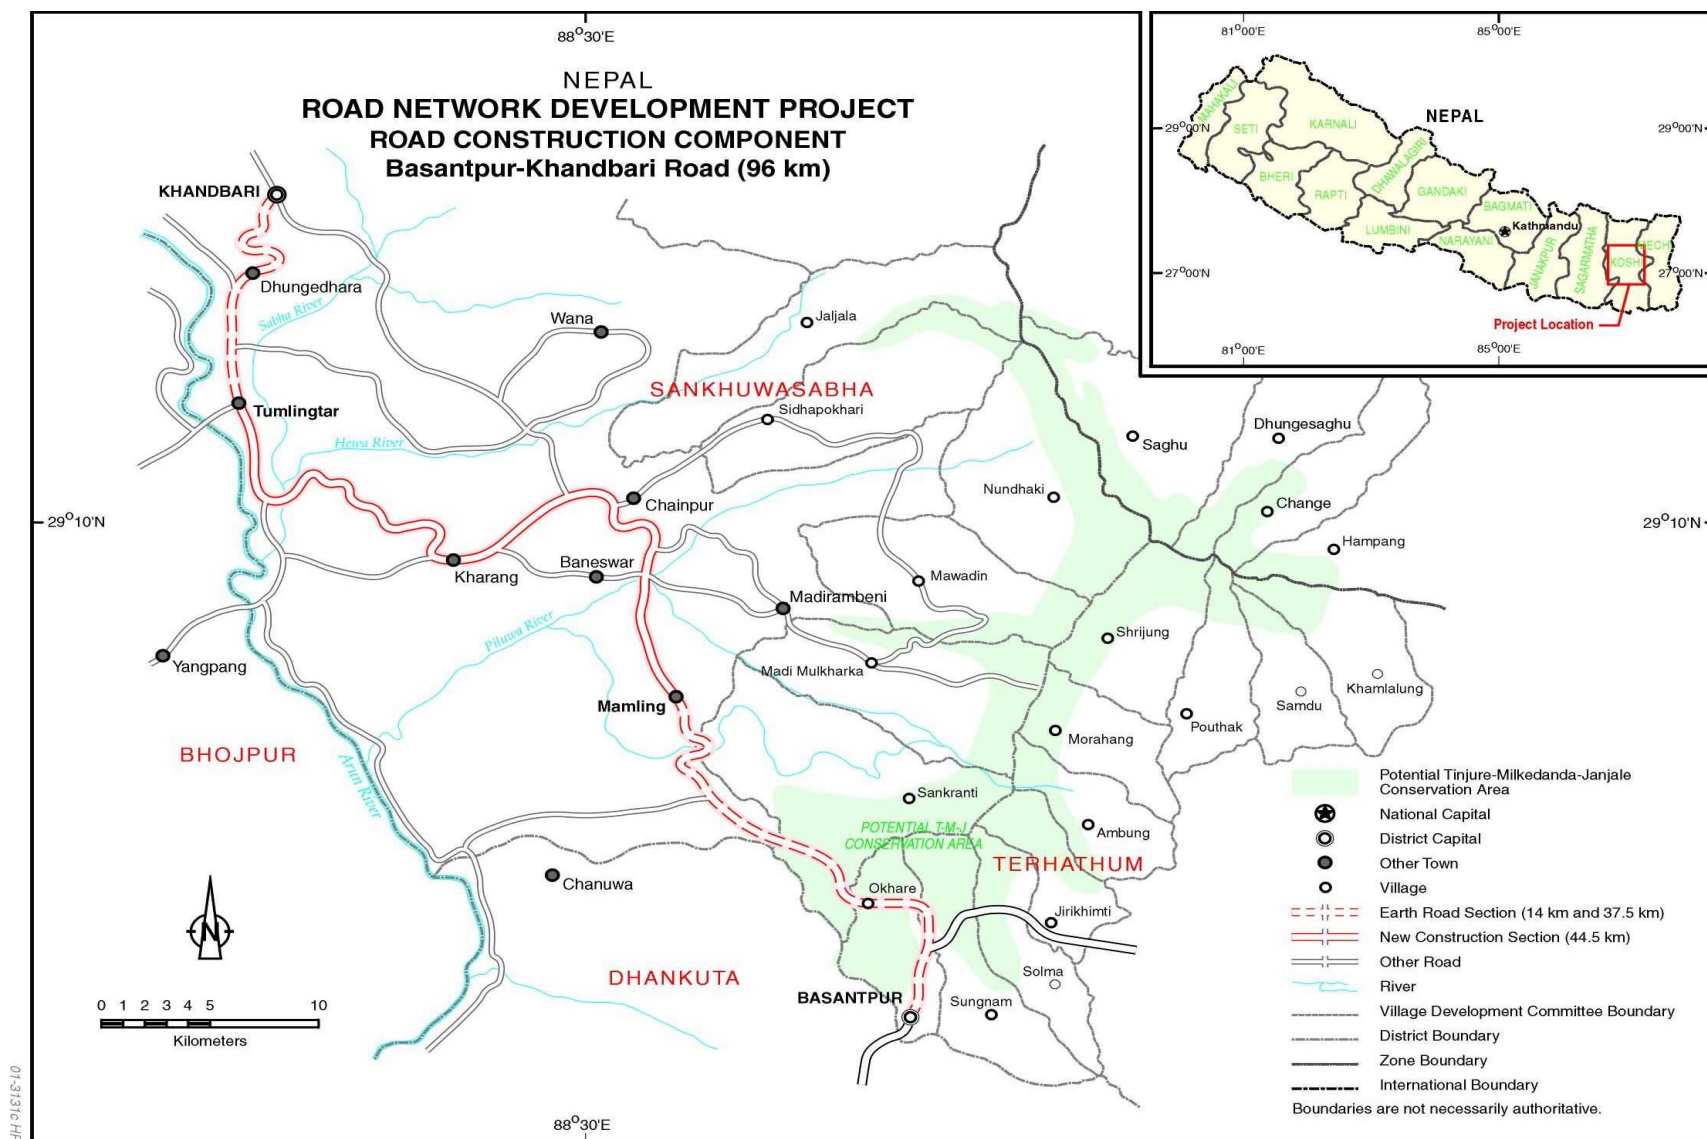 88°30'E
NEPAL
ROAD NETWORK DEVELOPMENT PROJECT
ROAD CONSTRUCTION COMPONENT
Basantpur-Khandbari Road (96 km)
81°00'E
85°00'E
NEPAL
29°00'N
29°00'N
MAHAKALI
SETI
KARNALI
BHERI
RAPTI
DHAWALAGIRI
GANDAKI
LUMBINI
BAGMATI
NARAYANI
Kathmandu
JANAKPUR
SAGARMATHA
KOSHI
MECHI
27°00'N
27°00'N
Project Location
81°00'E
85°00'E
KHANDBARI
Dhungedhara
Sabha River
Wana
Jaljala
SANKHUWASABHA
Sidhapokhari
Tumlingtar
Hewa River
Saghu
Dhungesaghu
Chainpur
Nundhaki
Change
29°10'N
29°10'N
Hampang
Kharang
Baneswar
Mawadin
Madirambeni
Piluwa River
Shrijung
Yangpang
Madi Mulkharka
Khamlalung
Samdu
Mamling
Pouthak
Morahang
BHOJPUR
Arun River
Sankranti
POTENTIAL T-M-J
CONSERVATION AREA
Ambung
TERHATHUM
Chanuwa
Okhare
Jirikhimti
DHANKUTA
Solma
BASANTPUR
Sungnam
N
0 1 2 3 4 5 10
Kilometers
Potential Tinjure-Milkedanda-Janjale
Conservation Area
National Capital
District Capital
Other Town
Village
Earth Road Section (14 km and 37.5 km)
New Construction Section (44.5 km)
Other Road
River
Village Development Committee Boundary
District Boundary
Zone Boundary
International Boundary
Boundaries are not necessarily authoritative.
88°30'E